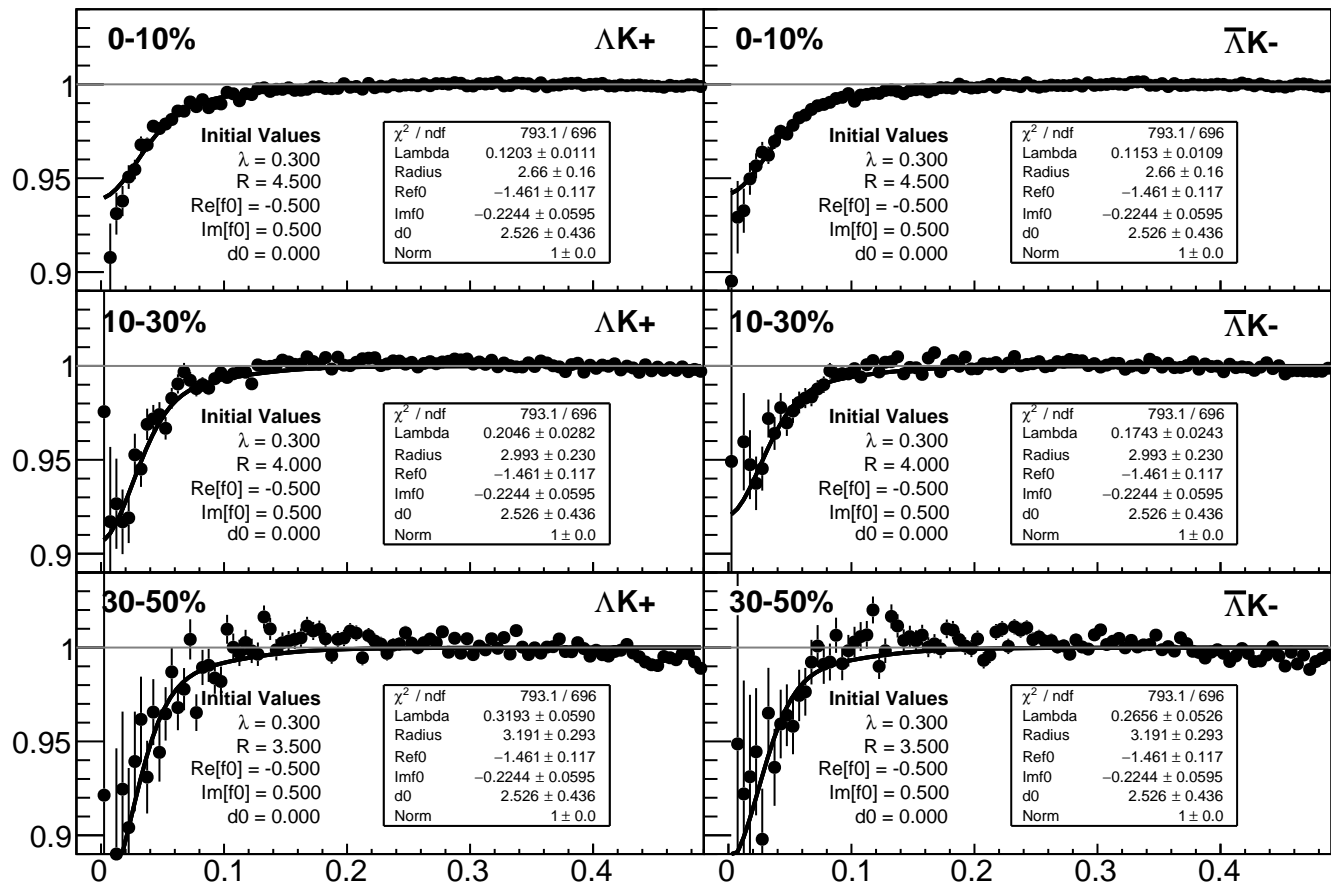 0-10%
ΛK+
1
0.95
0.9
Initial Values
λ = 0.300
R = 4.500
Re[f0] = -0.500
Im[f0] = 0.500
d0 = 0.000
χ² / ndf 793.1 / 696
Lambda 0.1203 ± 0.0111
Radius 2.66 ± 0.16
Ref0 −1.461 ± 0.117
Imf0 −0.2244 ± 0.0595
d0 2.526 ± 0.436
Norm 1 ± 0.0
0-10%
Λ̅K-
Initial Values
λ = 0.300
R = 4.500
Re[f0] = -0.500
Im[f0] = 0.500
d0 = 0.000
χ² / ndf 793.1 / 696
Lambda 0.1153 ± 0.0109
Radius 2.66 ± 0.16
Ref0 −1.461 ± 0.117
Imf0 −0.2244 ± 0.0595
d0 2.526 ± 0.436
Norm 1 ± 0.0
10-30%
ΛK+
1
0.95
0.9
Initial Values
λ = 0.300
R = 4.000
Re[f0] = -0.500
Im[f0] = 0.500
d0 = 0.000
χ² / ndf 793.1 / 696
Lambda 0.2046 ± 0.0282
Radius 2.993 ± 0.230
Ref0 −1.461 ± 0.117
Imf0 −0.2244 ± 0.0595
d0 2.526 ± 0.436
Norm 1 ± 0.0
10-30%
Λ̅K-
Initial Values
λ = 0.300
R = 4.000
Re[f0] = -0.500
Im[f0] = 0.500
d0 = 0.000
χ² / ndf 793.1 / 696
Lambda 0.1743 ± 0.0243
Radius 2.993 ± 0.230
Ref0 −1.461 ± 0.117
Imf0 −0.2244 ± 0.0595
d0 2.526 ± 0.436
Norm 1 ± 0.0
30-50%
ΛK+
1
0.95
0.9
Initial Values
λ = 0.300
R = 3.500
Re[f0] = -0.500
Im[f0] = 0.500
d0 = 0.000
χ² / ndf 793.1 / 696
Lambda 0.3193 ± 0.0590
Radius 3.191 ± 0.293
Ref0 −1.461 ± 0.117
Imf0 −0.2244 ± 0.0595
d0 2.526 ± 0.436
Norm 1 ± 0.0
30-50%
Λ̅K-
Initial Values
λ = 0.300
R = 3.500
Re[f0] = -0.500
Im[f0] = 0.500
d0 = 0.000
χ² / ndf 793.1 / 696
Lambda 0.2656 ± 0.0526
Radius 3.191 ± 0.293
Ref0 −1.461 ± 0.117
Imf0 −0.2244 ± 0.0595
d0 2.526 ± 0.436
Norm 1 ± 0.0
0 0.1 0.2 0.3 0.4
0 0.1 0.2 0.3 0.4